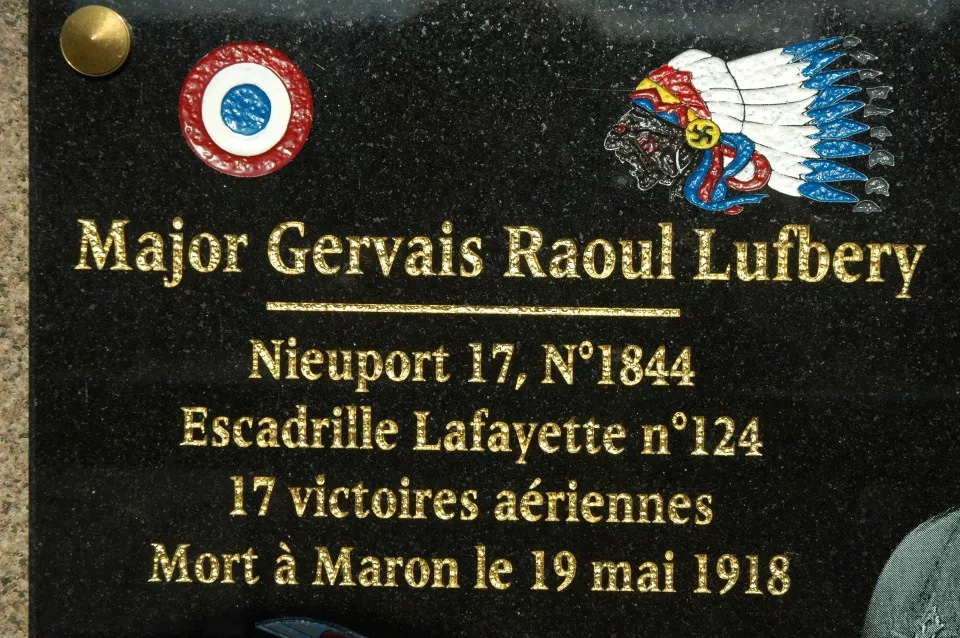 Major Gervais Raoul Lufbery
Nieuport 17, N°1844
Escadrille Lafayette n°124
17 victoires aériennes
Mort à Maron le 19 mai 1918